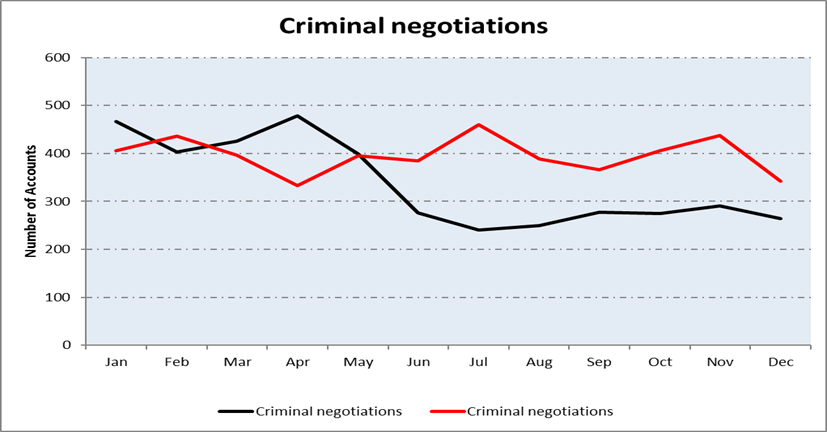 Criminal negotiations
600
500
400
300
200
100
0
Number of Accounts
Jan Feb Mar Apr May Jun Jul Aug Sep Oct Nov Dec
Criminal negotiations Criminal negotiations